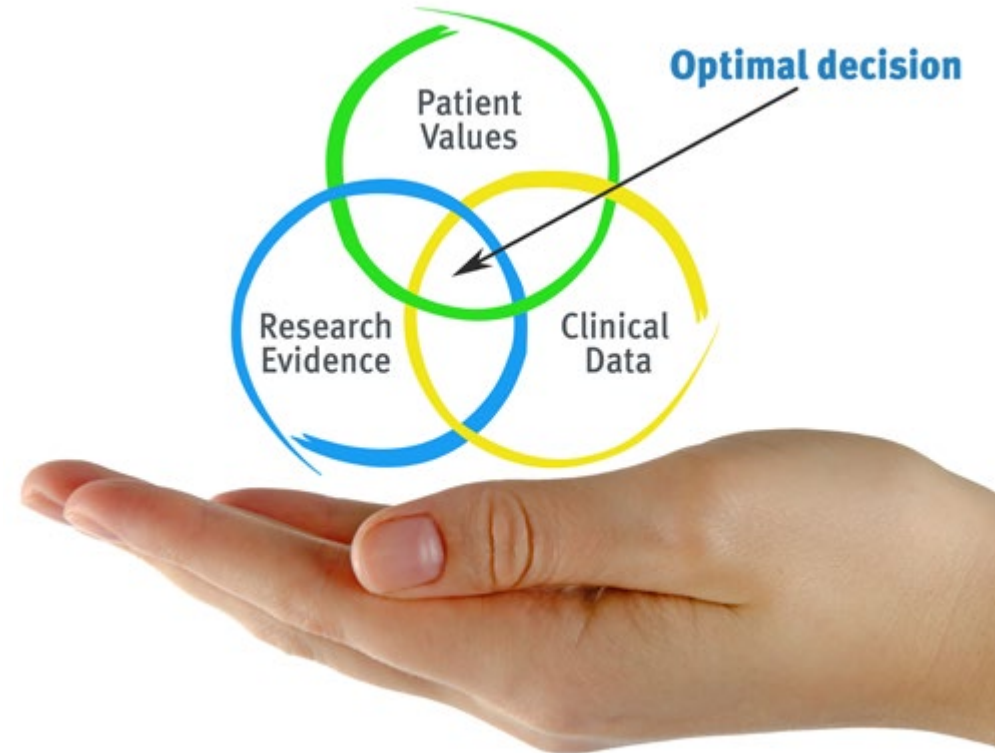 Optimal decision
Patient
Values
Research
Evidence
Clinical
Data